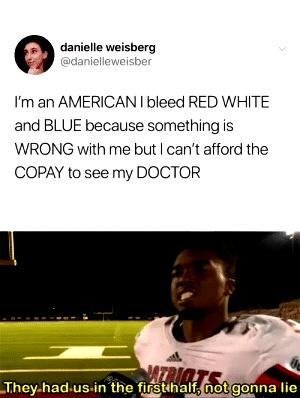 danielle weisberg
@danielleweisber
I'm an AMERICAN I bleed RED WHITE
and BLUE because something is
WRONG with me but I can't afford the
COPAY to see my DOCTOR
PATRIOTS
They had us in the first half, not gonna lie